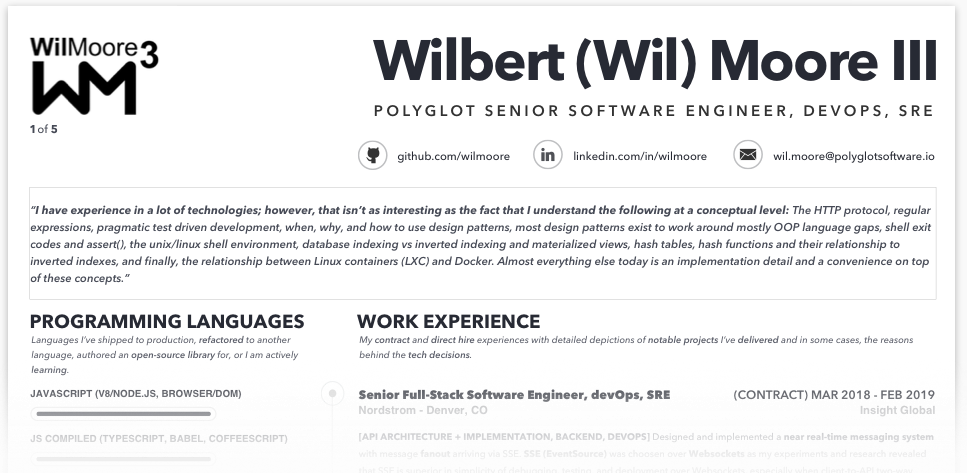 WilMoore3
WM
1 of 5
Wilbert (Wil) Moore III
POLYGLOT SENIOR SOFTWARE ENGINEER, DEVOPS, SRE
github.com/wilmoore
linkedin.com/in/wilmoore
wil.moore@polyglotsoftware.io
“I have experience in a lot of technologies; however, that isn’t as interesting as the fact that I understand the following at a conceptual level: The HTTP protocol, regular
expressions, pragmatic test driven development, when, why, and how to use design patterns, most design patterns exist to work around mostly OOP language gaps, shell exit
codes and assert(), the unix/linux shell environment, database indexing vs inverted indexing and materialized views, hash tables, hash functions and their relationship to
inverted indexes, and finally, the relationship between Linux containers (LXC) and Docker. Almost everything else today is an implementation detail and a convenience on top
of these concepts.”
PROGRAMMING LANGUAGES
Languages I’ve shipped to production, refactored to another
language, authored an open-source library for, or I am actively
learning.
JAVASCRIPT (V8/NODE.JS, BROWSER/DOM)
JS COMPILED (TYPESCRIPT, BABEL, COFFEESCRIPT)
WORK EXPERIENCE
My contract and direct hire experiences with detailed depictions of notable projects I’ve delivered and in some cases, the reasons
behind the tech decisions.
Senior Full-Stack Software Engineer, devOps, SRE
(CONTRACT) MAR 2018 - FEB 2019
Nordstrom - Denver, CO
Insight Global
[API ARCHITECTURE + IMPLEMENTATION, BACKEND, DEVOPS] Designed and implemented a near real-time messaging system
with message fanout arriving via SSE. SSE (EventSource) was choosen over Websockets as my experiments and research revealed